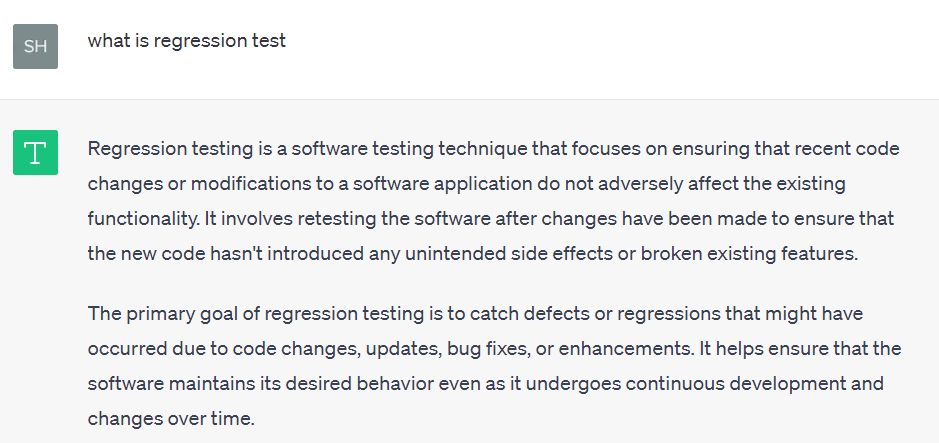 SH
what is regression test
T
Regression testing is a software testing technique that focuses on ensuring that recent code
changes or modifications to a software application do not adversely affect the existing
functionality. It involves retesting the software after changes have been made to ensure that
the new code hasn't introduced any unintended side effects or broken existing features.
The primary goal of regression testing is to catch defects or regressions that might have
occurred due to code changes, updates, bug fixes, or enhancements. It helps ensure that the
software maintains its desired behavior even as it undergoes continuous development and
changes over time.